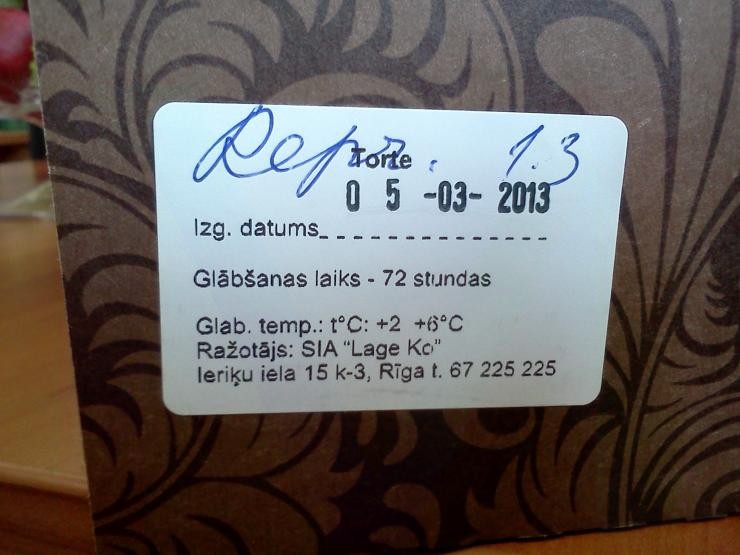 Torte 1.3
0 5 -03- 2013
Izg. datums_ _ _ _ _ _ _ _ _ _ _ _ _ _ _ _
Glābšanas laiks - 72 stundas
Glab. temp.: t°C: +2 +6°C
Ražotājs: SIA "Lage Ko"
Ieriķu iela 15 k-3, Rīga t. 67 225 225